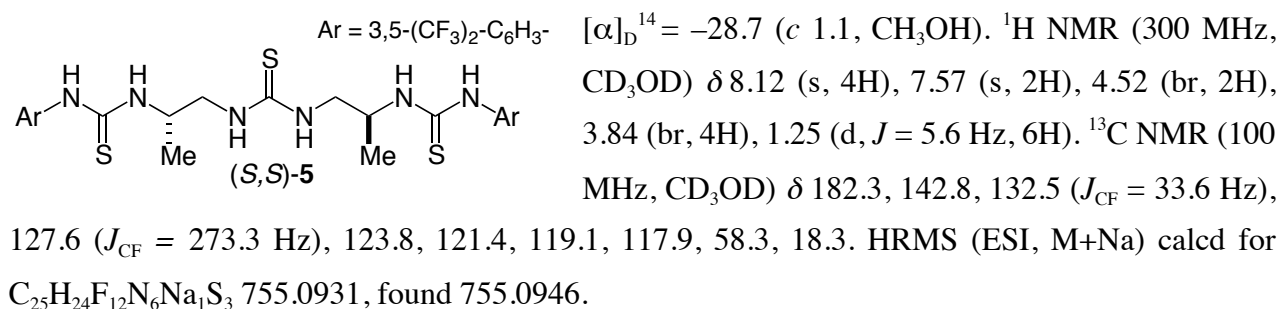 Ar = 3,5-(CF₃)₂-C₆H₃-
S
H H H H
N N N N
Ar N N Ar
H H
S Me Me S
(S,S)-5
[α]D¹⁴ = –28.7 (c 1.1, CH₃OH). ¹H NMR (300 MHz,
CD₃OD) δ 8.12 (s, 4H), 7.57 (s, 2H), 4.52 (br, 2H),
3.84 (br, 4H), 1.25 (d, J = 5.6 Hz, 6H). ¹³C NMR (100
MHz, CD₃OD) δ 182.3, 142.8, 132.5 (JCF = 33.6 Hz),
127.6 (JCF = 273.3 Hz), 123.8, 121.4, 119.1, 117.9, 58.3, 18.3. HRMS (ESI, M+Na) calcd for
C₂₅H₂₄F₁₂N₆Na₁S₃ 755.0931, found 755.0946.